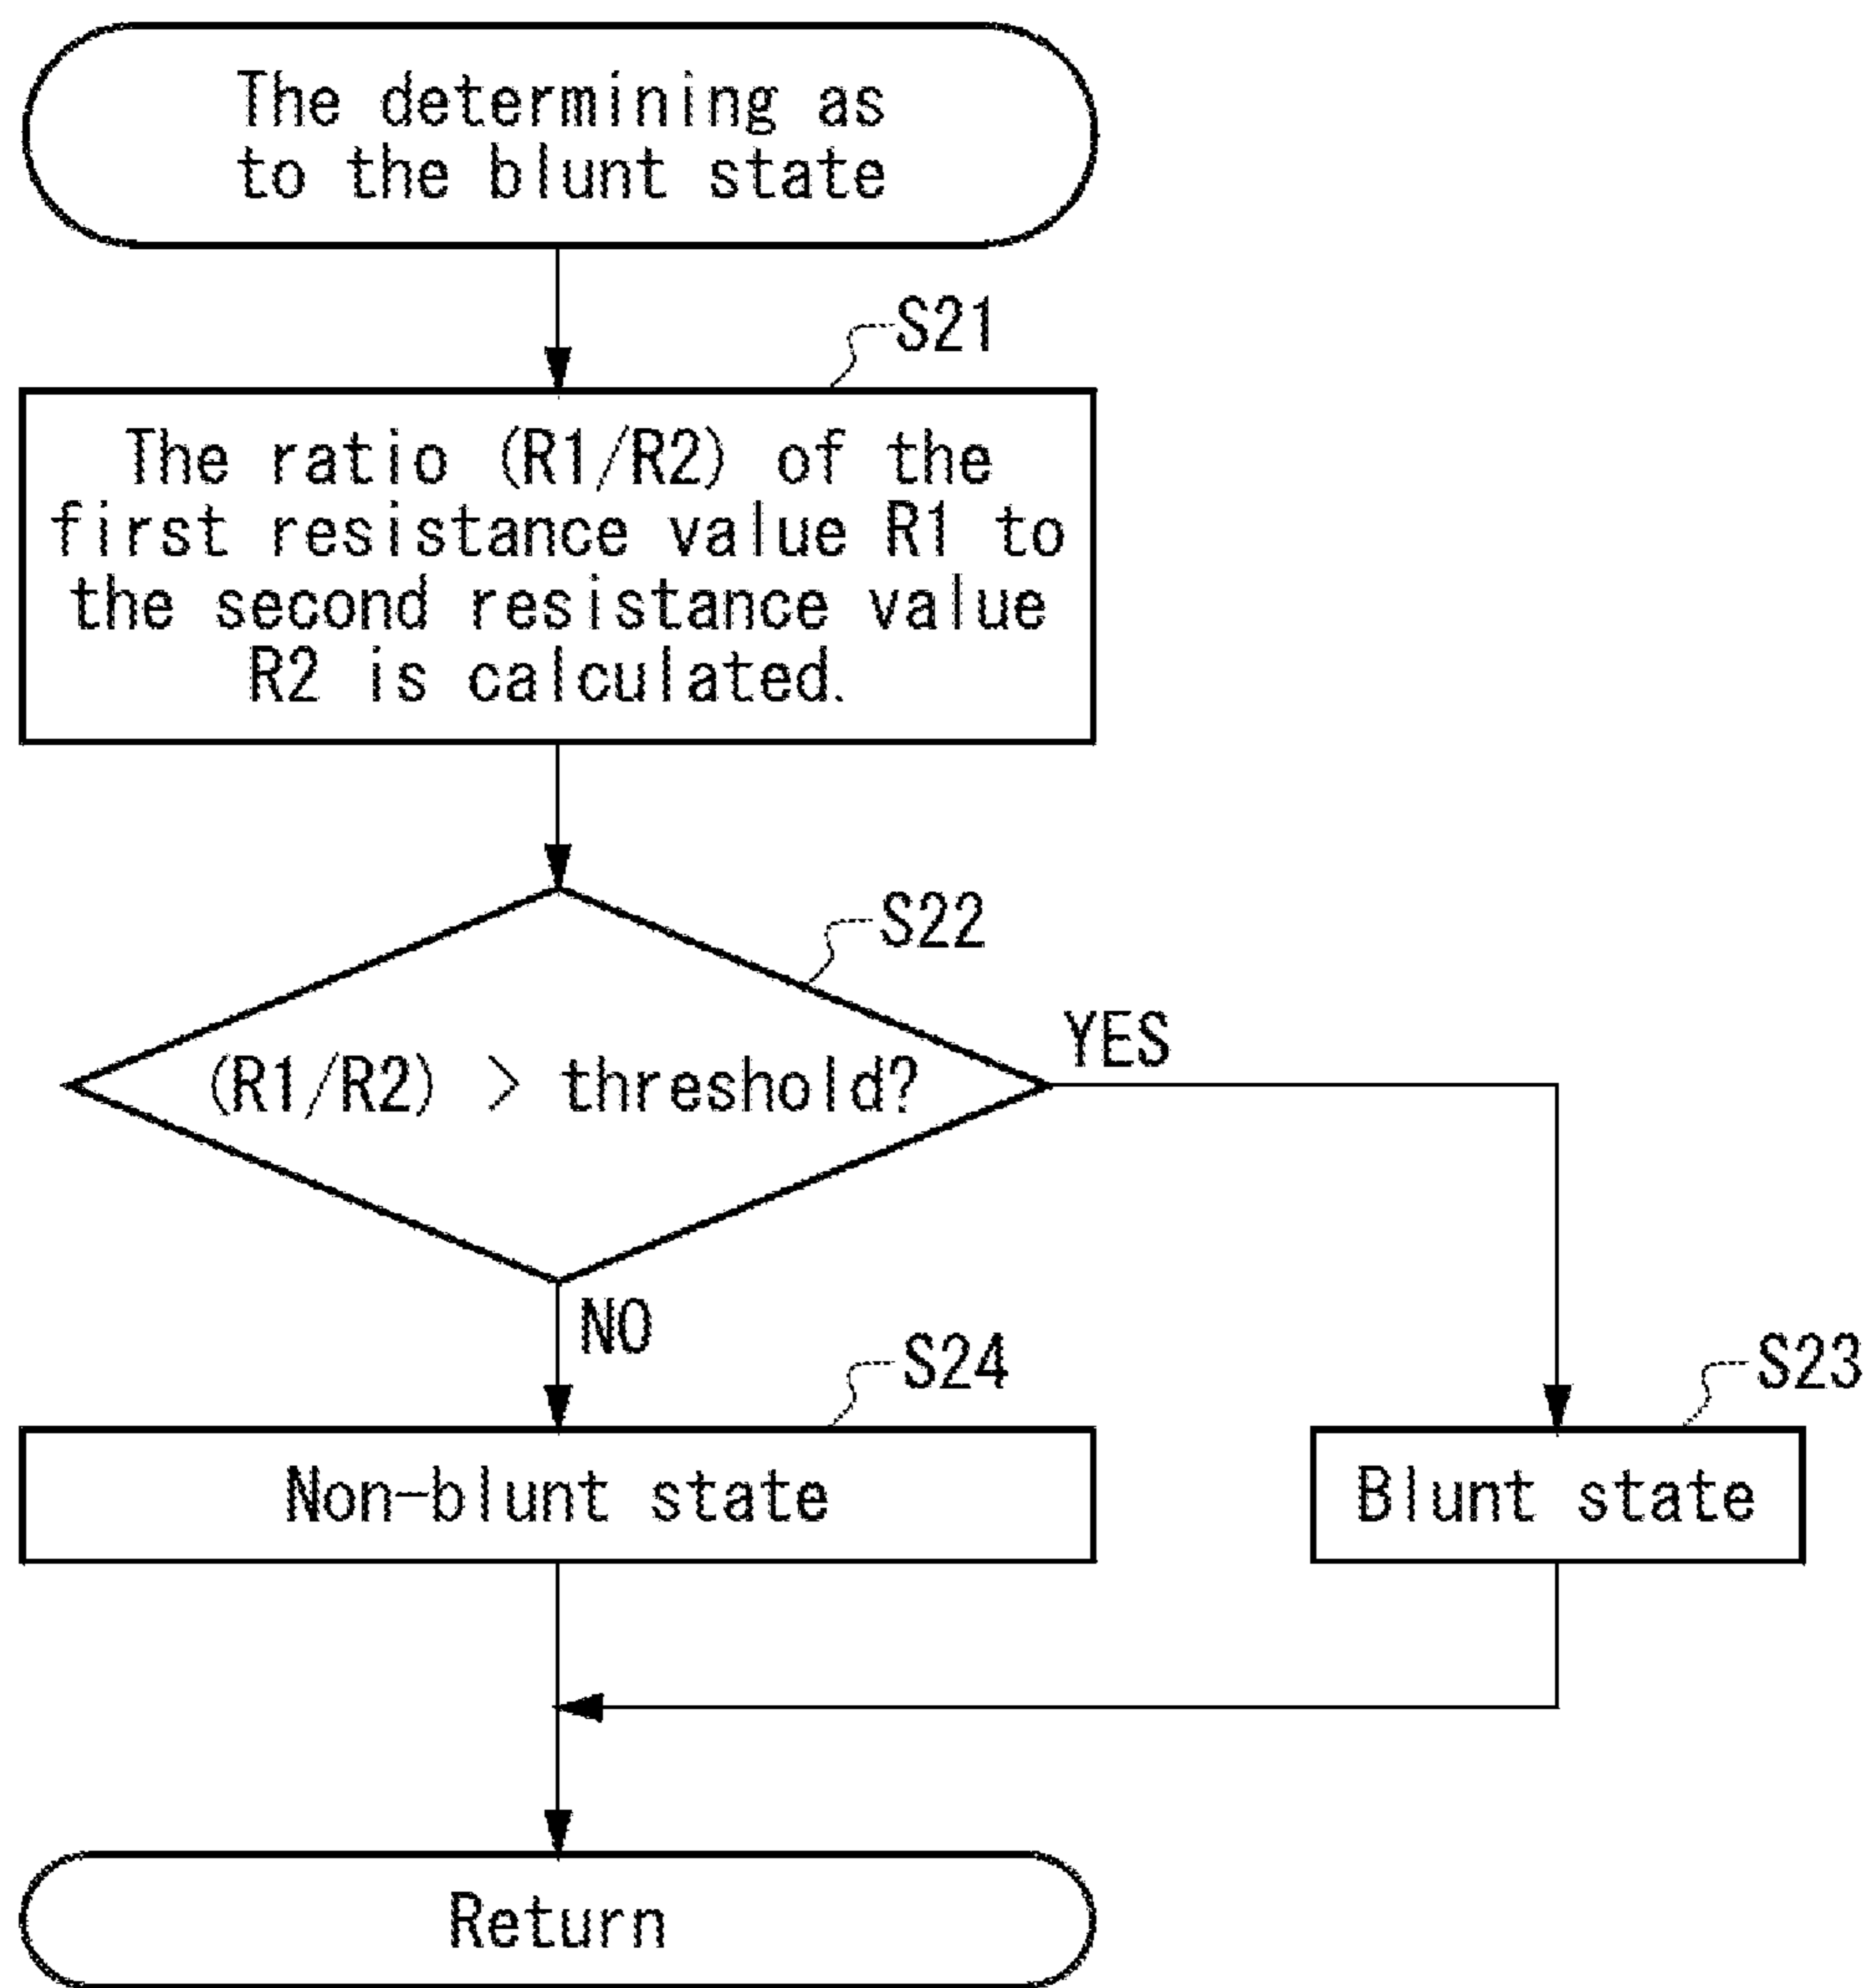 The determining as
to the blunt state
S21
The ratio (R1/R2) of the
first resistance value R1 to
the second resistance value
R2 is calculated.
S22
(R1/R2) > threshold?
YES
NO
S24
S23
Non-blunt state
Blunt state
Return